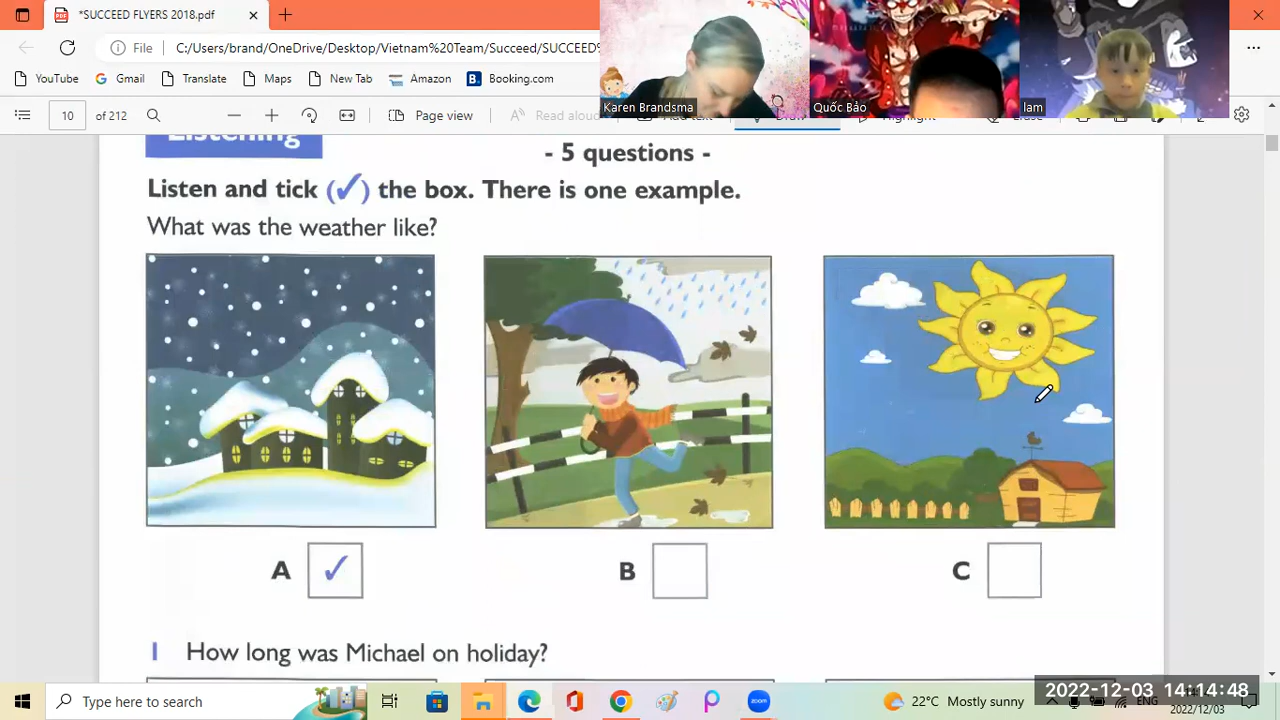 *SUCCEED FLYERS 2018.pdf
File C:/Users/brand/OneDrive/Desktop/Vietnam%20Team/Succeed/SUCCEED%
YouTube Gmail Translate Maps New Tab Amazon Booking.com
Karen Brandsma Quốc Bảo lam
10 of 212 Page view Read aloud
Listening
- 5 questions -
Listen and tick (✓) the box. There is one example.
What was the weather like?
A ✓ B C
1 How long was Michael on holiday?
Type here to search
zoom
22°C Mostly sunny
ENG
2022-12-03 14:14:48
2022/12/03